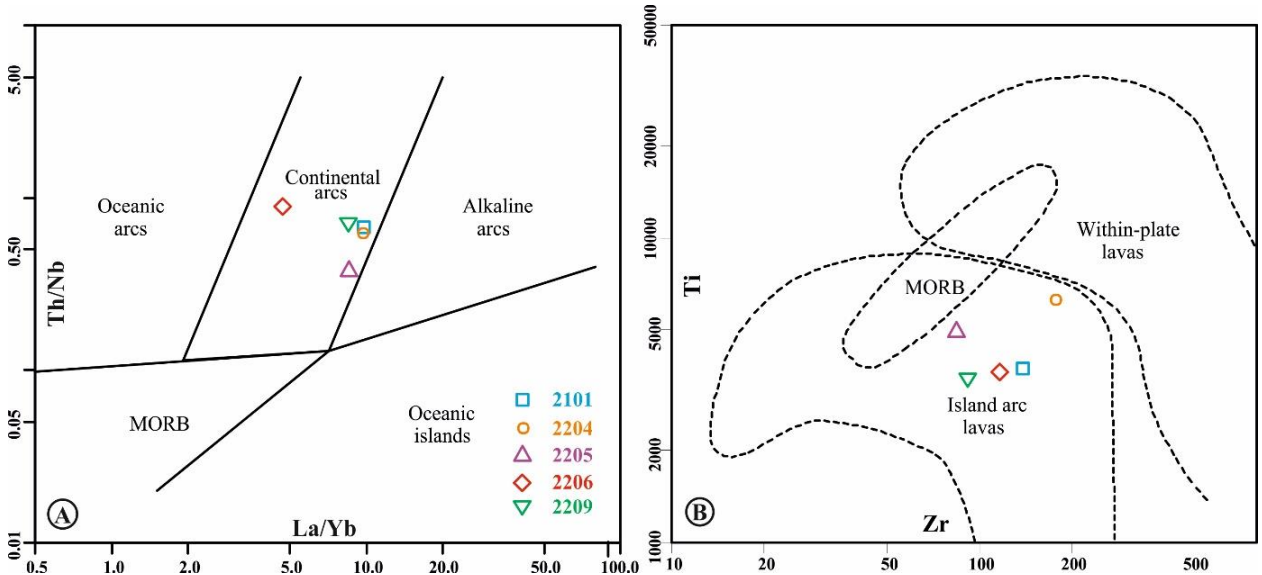 5.00
0.50
0.05
0.01
Th/Nb
Oceanic
arcs
Continental
arcs
Alkaline
arcs
MORB
Oceanic
islands
2101
2204
2205
2206
2209
A
La/Yb
0.5
1.0
2.0
5.0
10.0
20.0
50.0
100.0
50000
20000
10000
5000
2000
1000
Ti
Within-plate
lavas
MORB
Island arc
lavas
B
Zr
10
20
50
100
200
500